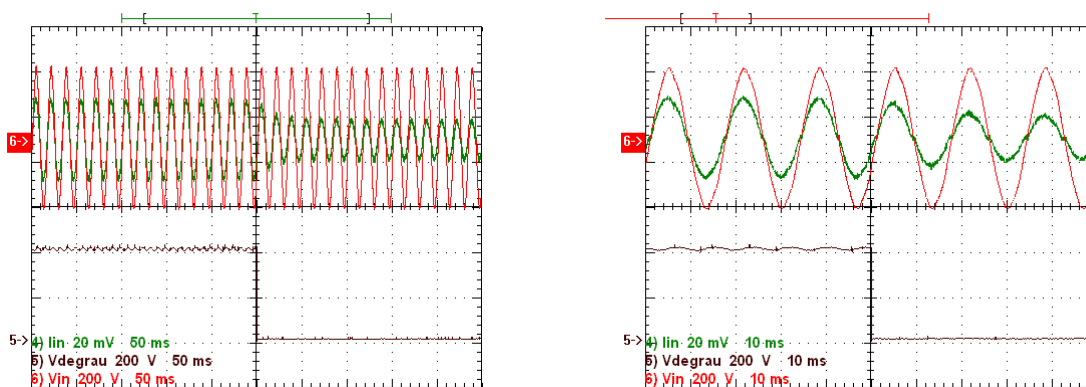 6->
5->
4) Iin 20 mV 50 ms
5) Vdegrau 200 V 50 ms
6) Vin 200 V 50 ms
6->
5->
4) Iin 20 mV 10 ms
5) Vdegrau 200 V 10 ms
6) Vin 200 V 10 ms